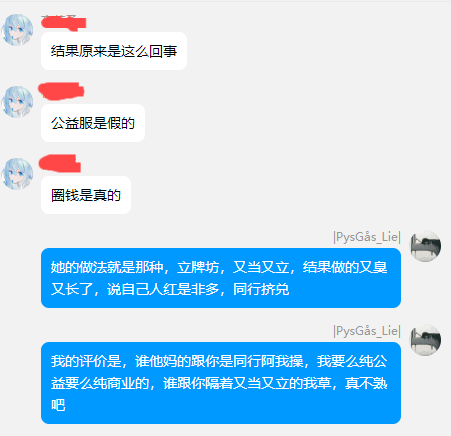 结果原来是这么回事
公益服是假的
圈钱是真的
|PysGås_Lie|
她的做法就是那种，立牌坊，又当又立，结果做的又臭
又长了，说自己人红是非多，同行挤兑
|PysGås_Lie|
我的评价是，谁他妈的跟你是同行阿我操，我要么纯公
益要么纯商业的，谁跟你隔着又当又立的我草，真不熟
吧